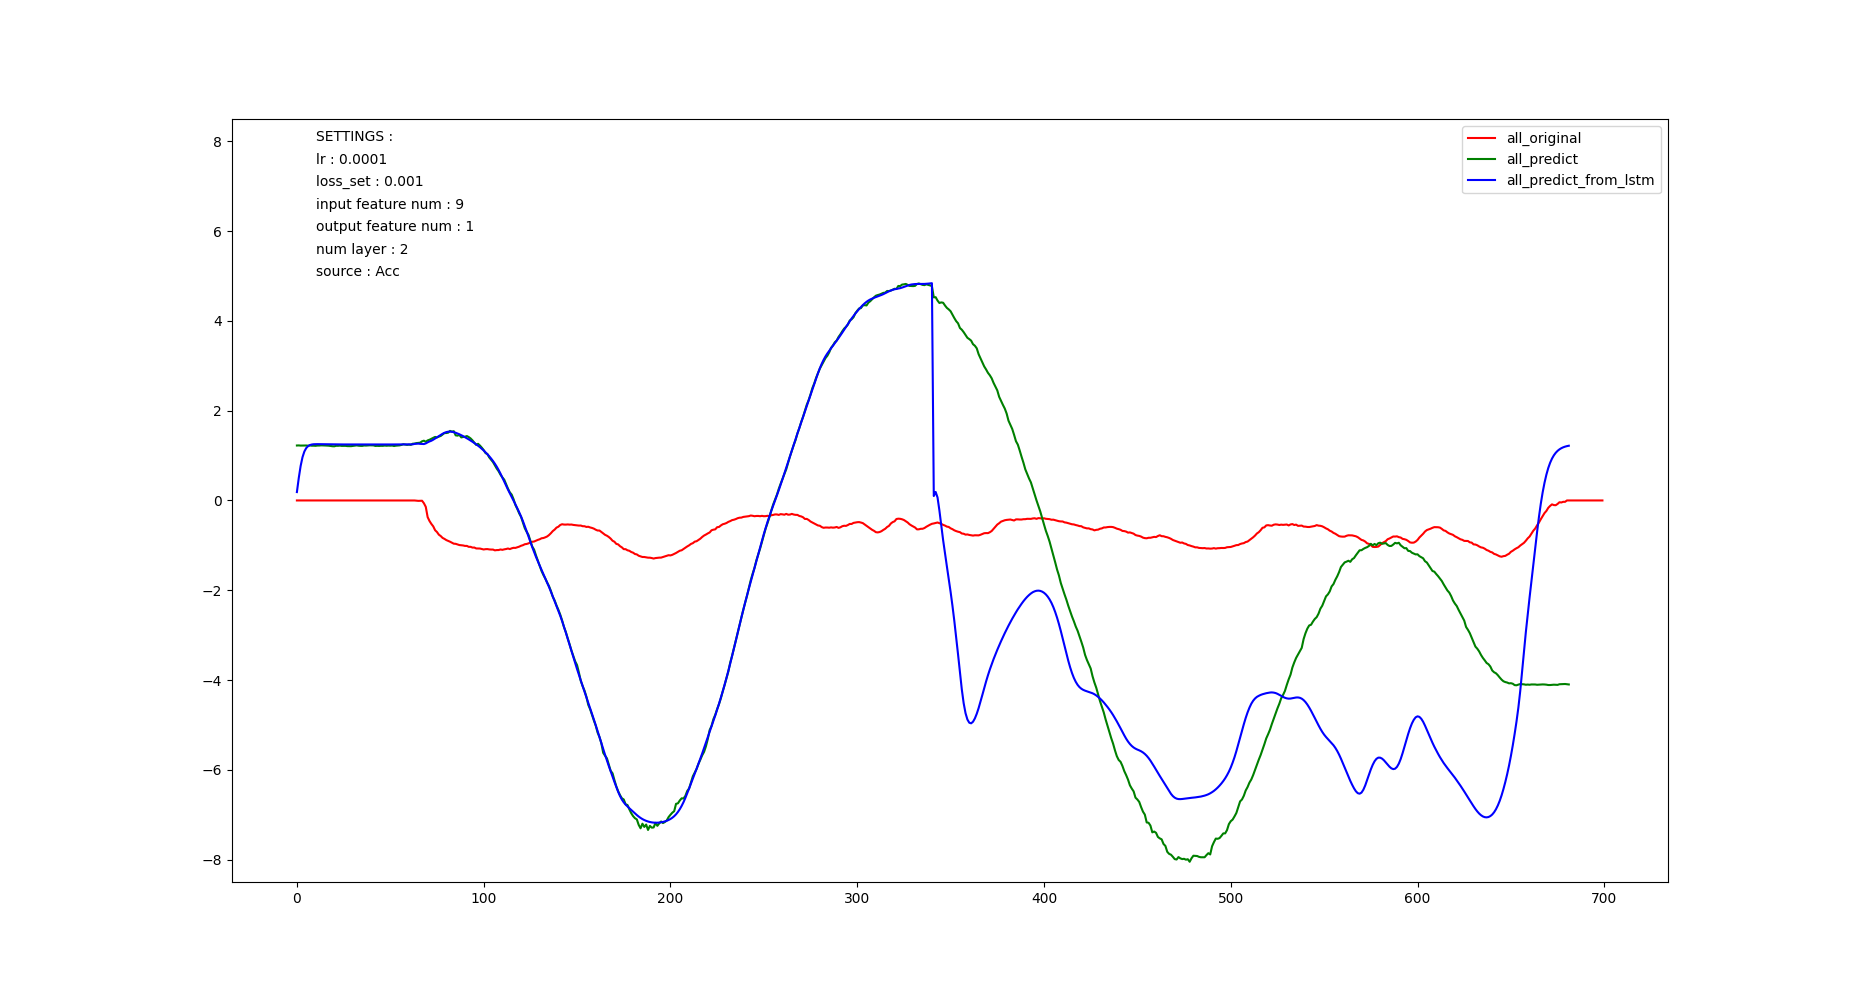 SETTINGS :
lr : 0.0001
loss_set : 0.001
input feature num : 9
output feature num : 1
num layer : 2
source : Acc
all_original
all_predict
all_predict_from_lstm
8
6
4
2
0
−2
−4
−6
−8
0 100 200 300 400 500 600 700